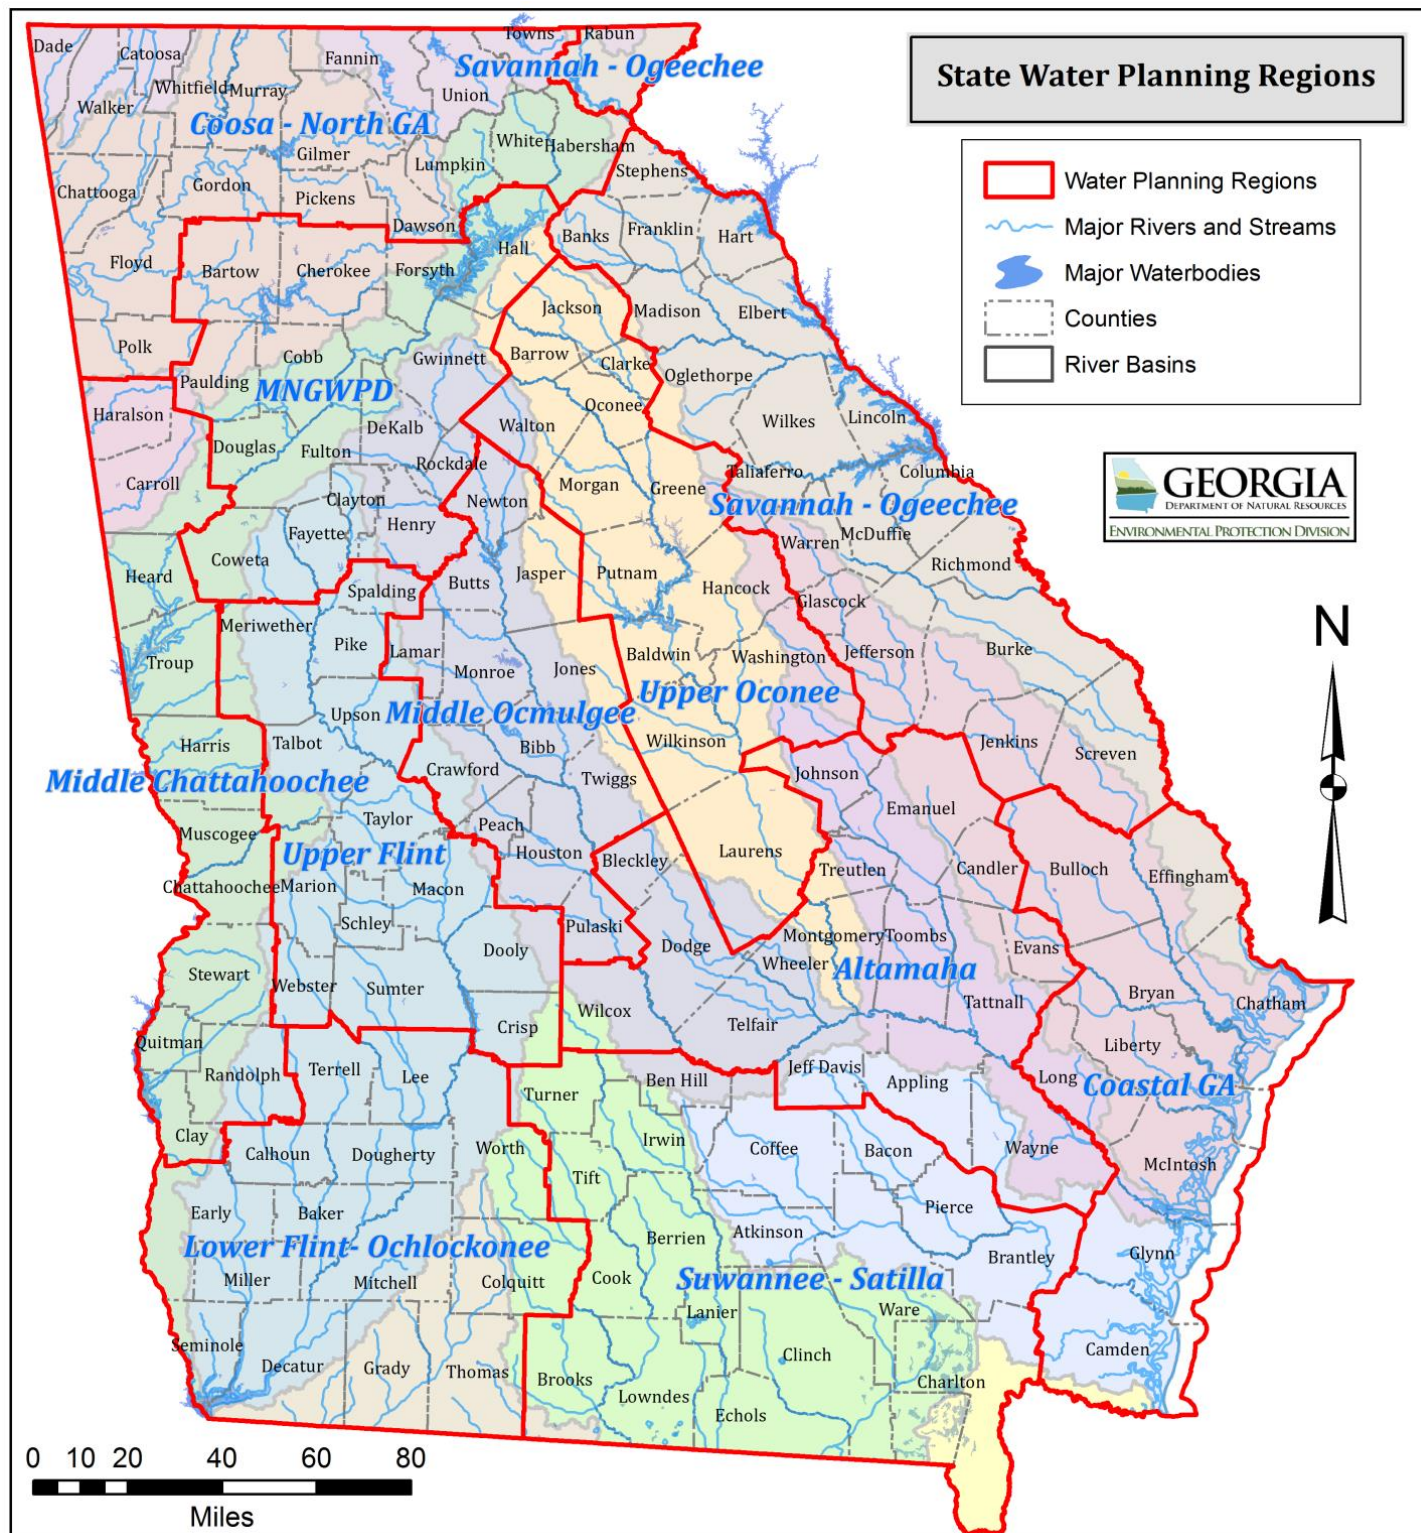 State Water Planning Regions
Water Planning Regions
Major Rivers and Streams
Major Waterbodies
Counties
River Basins
GEORGIA
DEPARTMENT OF NATURAL RESOURCES
ENVIRONMENTAL PROTECTION DIVISION
N
Dade
Catoosa
Fannin
Towns
Rabun
Savannah - Ogeechee
Whitfield
Murray
Union
Walker
Coosa - North GA
White
Habersham
Gilmer
Lumpkin
Stephens
Chattooga
Gordon
Pickens
Dawson
Banks
Franklin
Hart
Hall
Floyd
Bartow
Cherokee
Forsyth
Jackson
Madison
Elbert
Polk
Cobb
Gwinnett
Barrow
Clarke
Oglethorpe
Paulding
MNGWPD
Oconee
Haralson
DeKalb
Walton
Wilkes
Lincoln
Douglas
Fulton
Rockdale
Taliaferro
Columbia
Carroll
Clayton
Newton
Morgan
Greene
Savannah - Ogeechee
Fayette
Henry
Warren
McDuffie
Coweta
Richmond
Heard
Spalding
Butts
Jasper
Putnam
Hancock
Glascock
Meriwether
Pike
Lamar
Troup
Monroe
Jones
Baldwin
Washington
Jefferson
Burke
Upper Oconee
Upson
Middle Ocmulgee
Harris
Talbot
Bibb
Wilkinson
Jenkins
Screven
Middle Chattahoochee
Crawford
Twiggs
Johnson
Emanuel
Muscogee
Taylor
Peach
Upper Flint
Houston
Bleckley
Laurens
Treutlen
Candler
Bulloch
Effingham
Chattahoochee
Marion
Macon
Schley
Pulaski
Dooly
Dodge
Montgomery
Toombs
Evans
Stewart
Webster
Sumter
Wheeler
Altamaha
Tattnall
Bryan
Chatham
Crisp
Wilcox
Telfair
Quitman
Liberty
Randolph
Terrell
Lee
Turner
Ben Hill
Jeff Davis
Appling
Long
Coastal GA
Clay
Calhoun
Dougherty
Worth
Irwin
Coffee
Bacon
Wayne
Tift
McIntosh
Early
Baker
Pierce
Lower Flint- Ochlockonee
Berrien
Atkinson
Brantley
Glynn
Miller
Mitchell
Colquitt
Cook
Suwannee - Satilla
Lanier
Ware
Seminole
Decatur
Grady
Thomas
Brooks
Clinch
Camden
Charlton
Lowndes
Echols
0 10 20 40 60 80
Miles